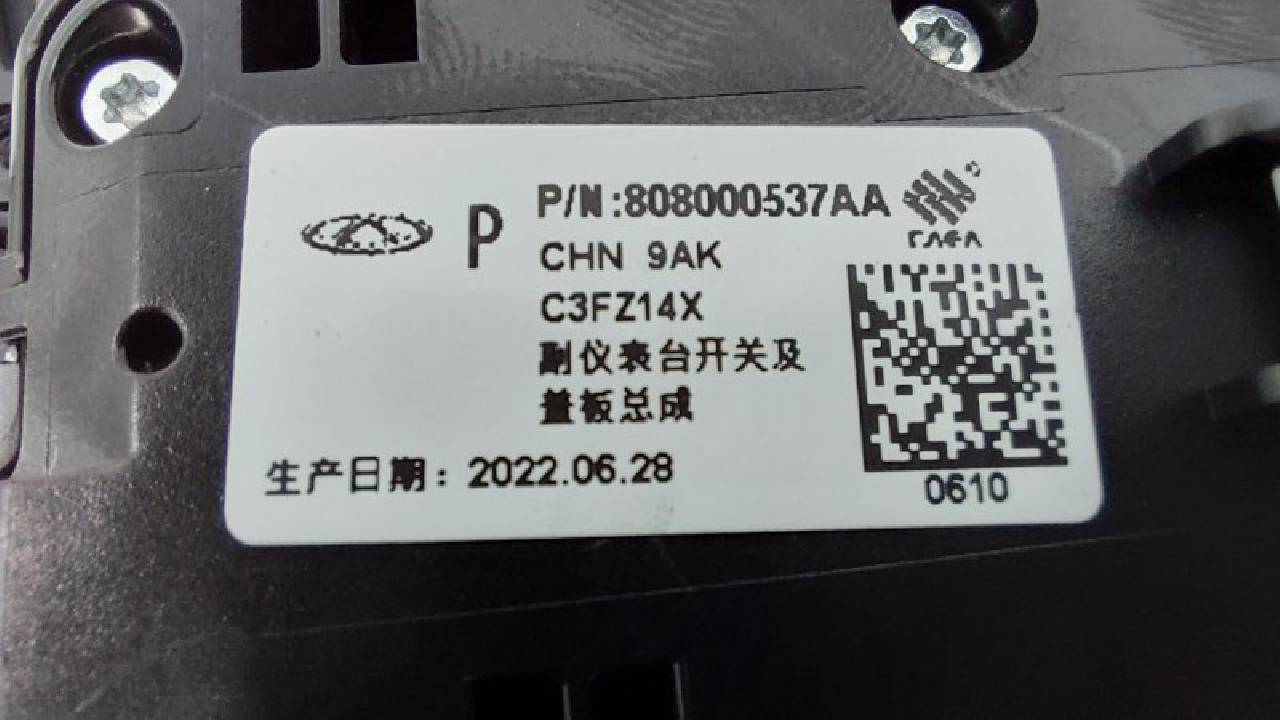 P
P/N:808000537AA
CHN 9AK
C3FZ14X
副仪表台开关及
盖板总成
生产日期：2022.06.28
0610